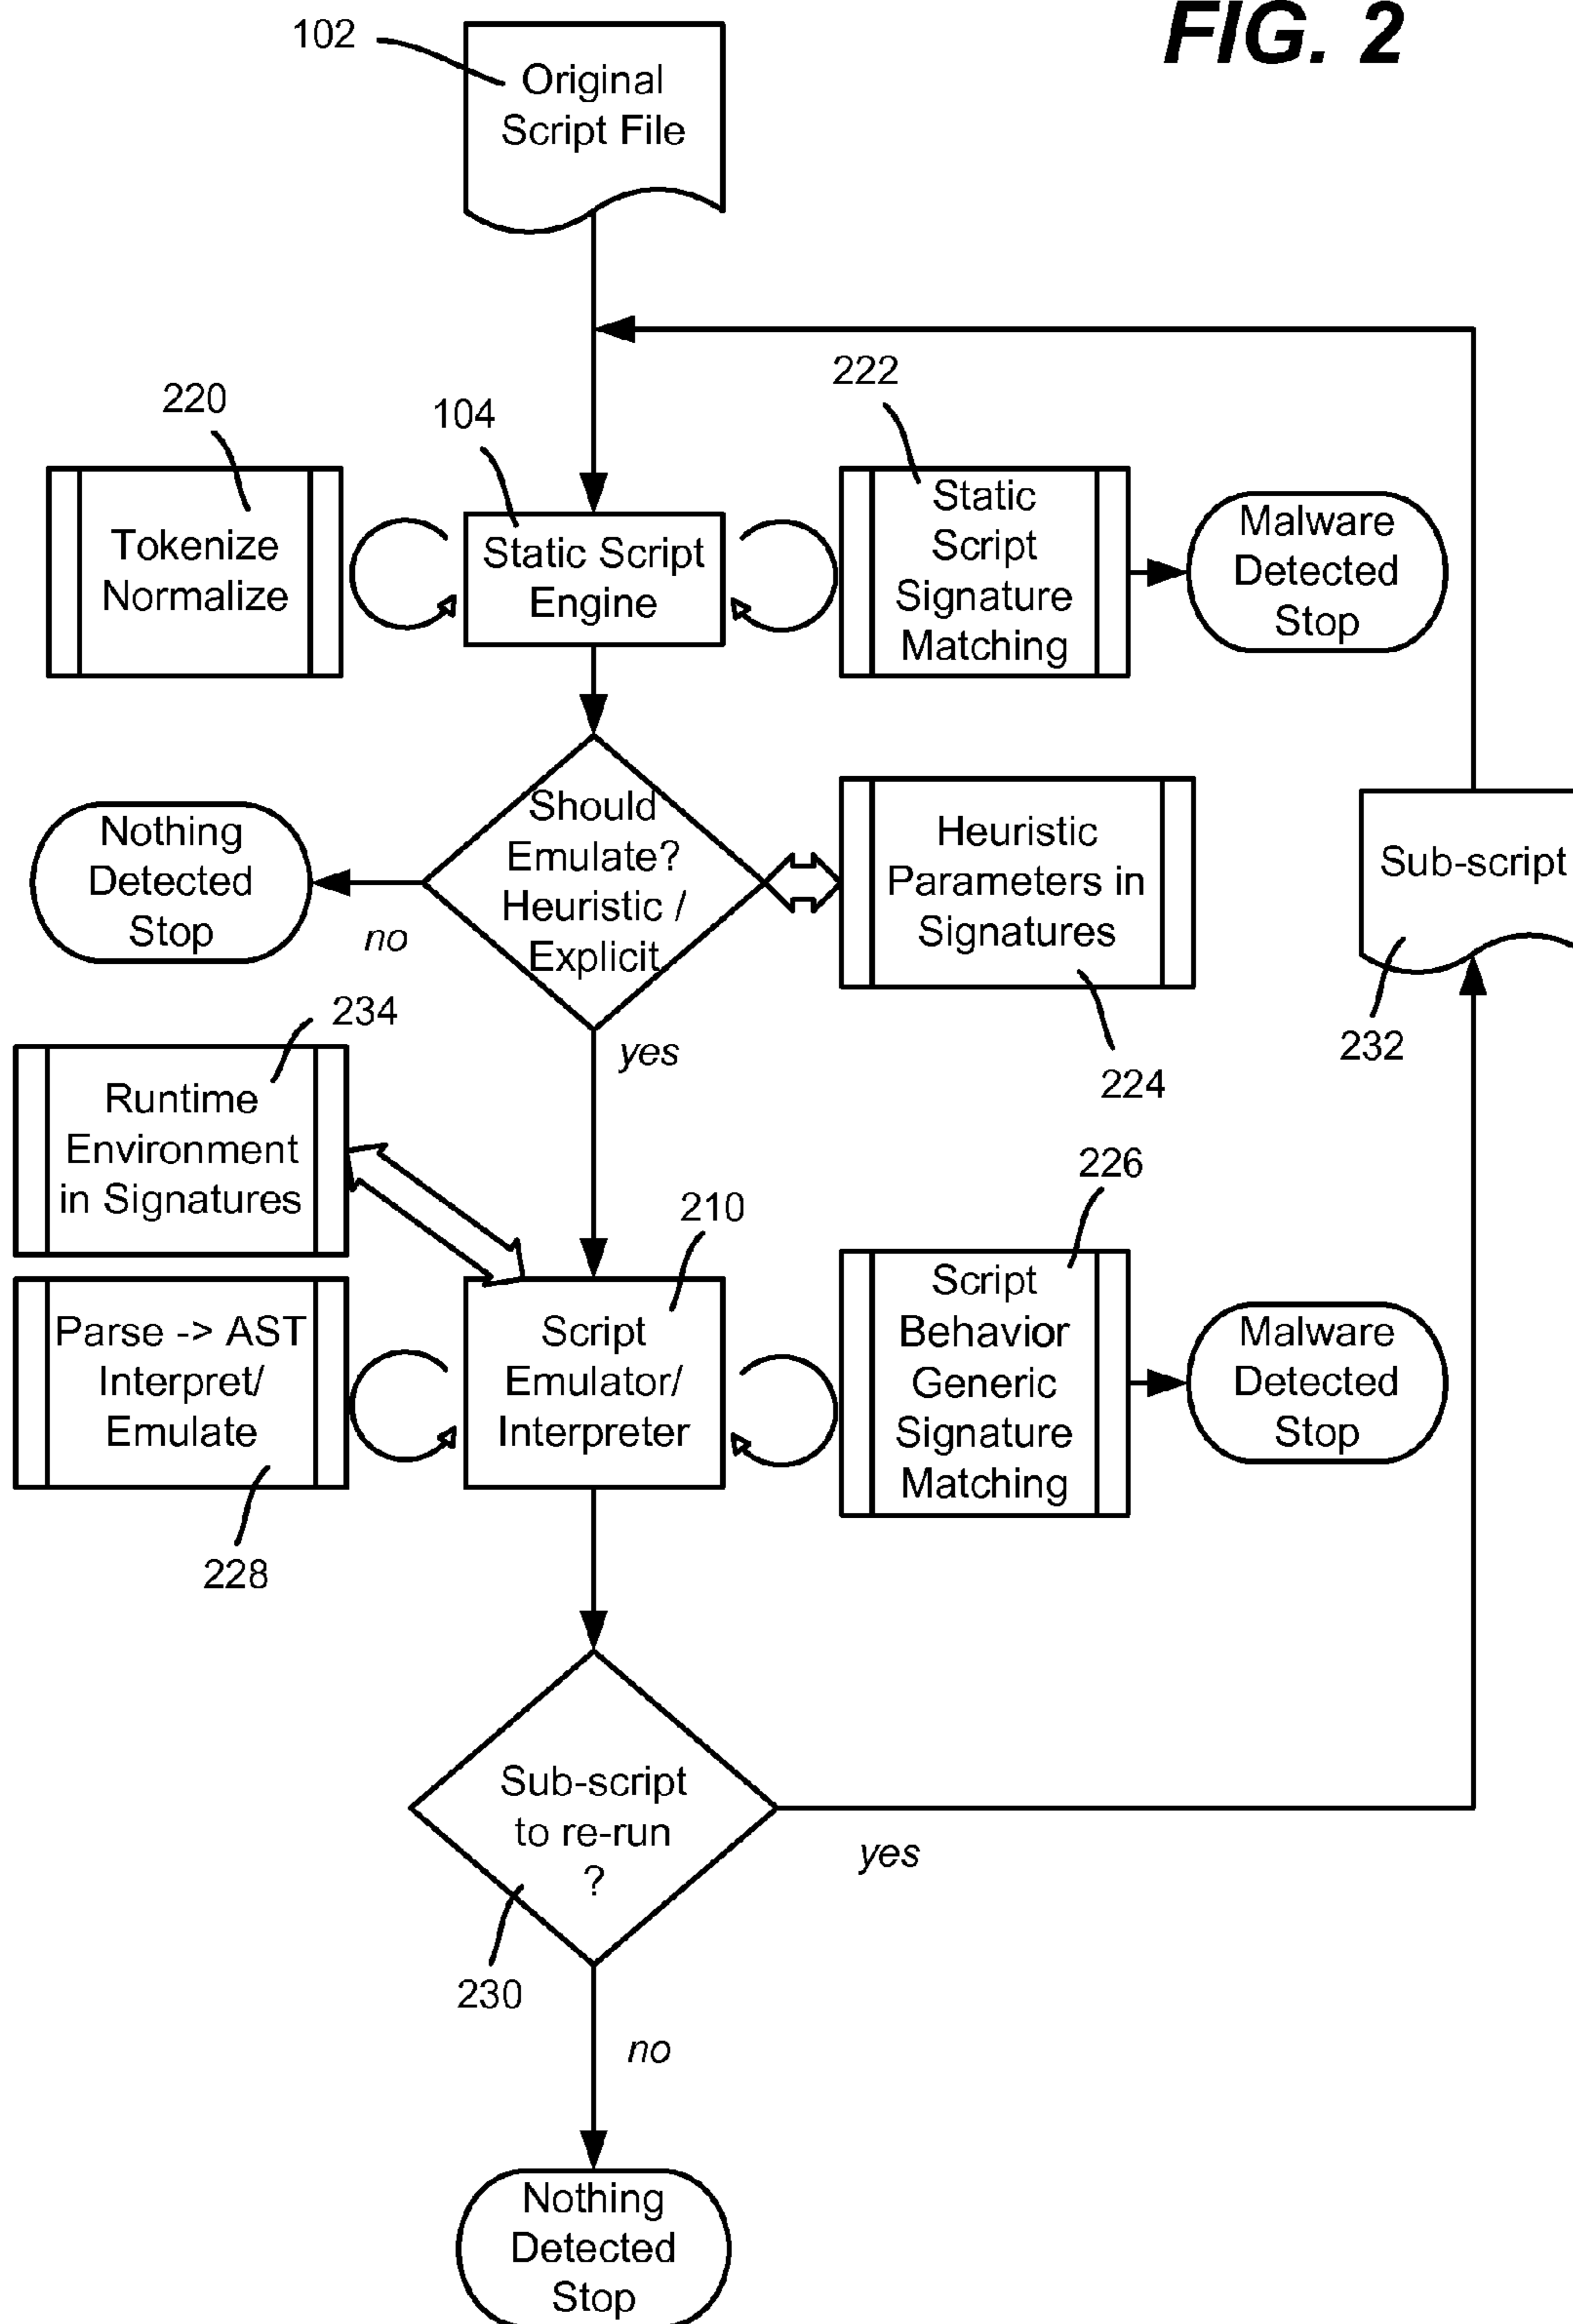 FIG. 2
102
Original
Script File
222
220
104
Tokenize
Normalize
Static Script
Engine
Static
Script
Signature
Matching
Malware
Detected
Stop
Nothing
Detected
Stop
no
Should
Emulate?
Heuristic /
Explicit
Heuristic
Parameters in
Signatures
Sub-script
232
224
yes
234
Runtime
Environment
in Signatures
226
210
Parse -> AST
Interpret/
Emulate
Script
Emulator/
Interpreter
Script
Behavior
Generic
Signature
Matching
Malware
Detected
Stop
228
Sub-script
to re-run
?
yes
230
no
Nothing
Detected
Stop